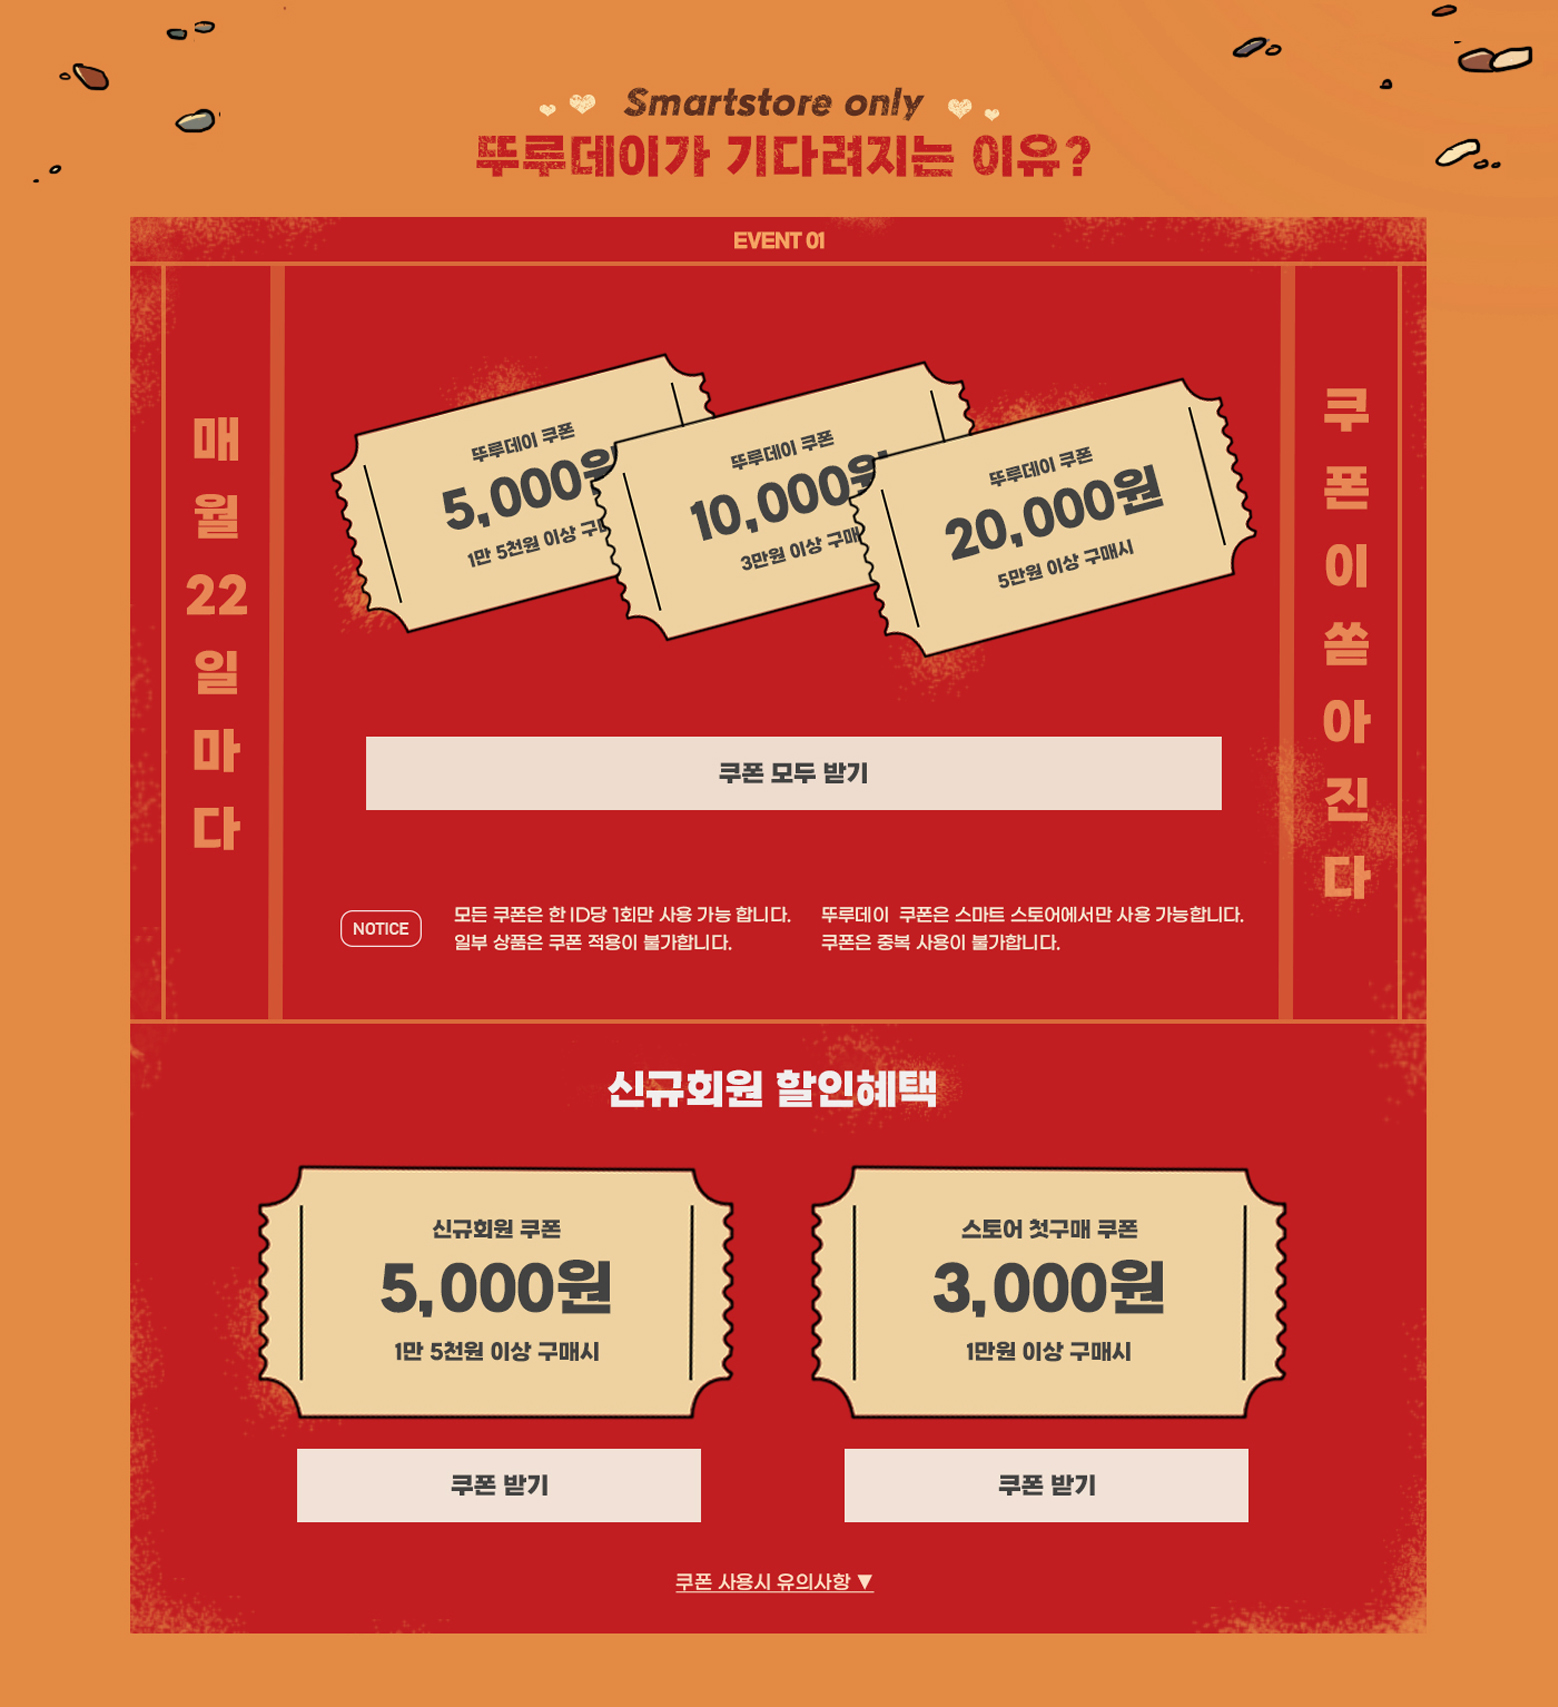 Smartstore only
뚜루데이가 기다려지는 이유?
EVENT 01
매월 22일마다
쿠폰이 쏟아진다
뚜루데이 쿠폰
5,000원
1만 5천원 이상
뚜루데이 쿠폰
10,000원
3만원 이상 구매
뚜루데이 쿠폰
20,000원
5만원 이상 구매시
쿠폰 모두 받기
NOTICE
모든 쿠폰은 한 ID당 1회만 사용 가능 합니다.
일부 상품은 쿠폰 적용이 불가합니다.
뚜루데이 쿠폰은 스마트 스토어에서만 사용 가능합니다.
쿠폰은 중복 사용이 불가합니다.
신규회원 할인혜택
신규회원 쿠폰
5,000원
1만 5천원 이상 구매시
쿠폰 받기
스토어 첫구매 쿠폰
3,000원
1만원 이상 구매시
쿠폰 받기
쿠폰 사용시 유의사항 ▼